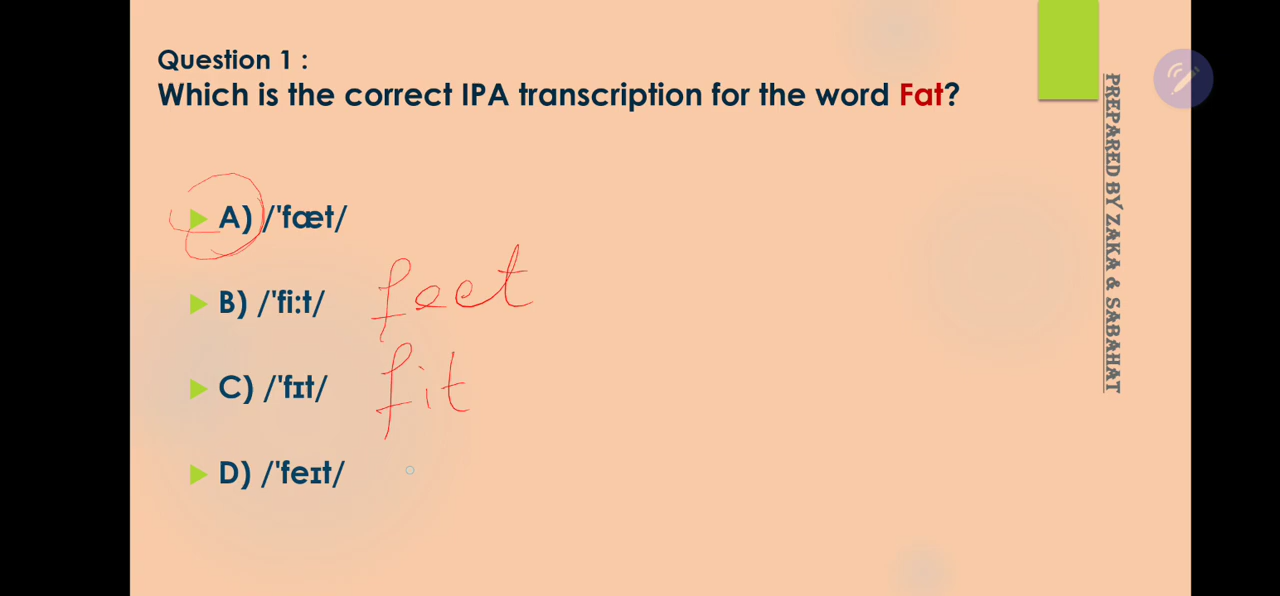 Question 1 :
Which is the correct IPA transcription for the word Fat?
A) /'fæt/
B) /'fi:t/ feet
C) /'fɪt/ fit
D) /'feɪt/
PREPARED BY ZAKA & SABAHAT